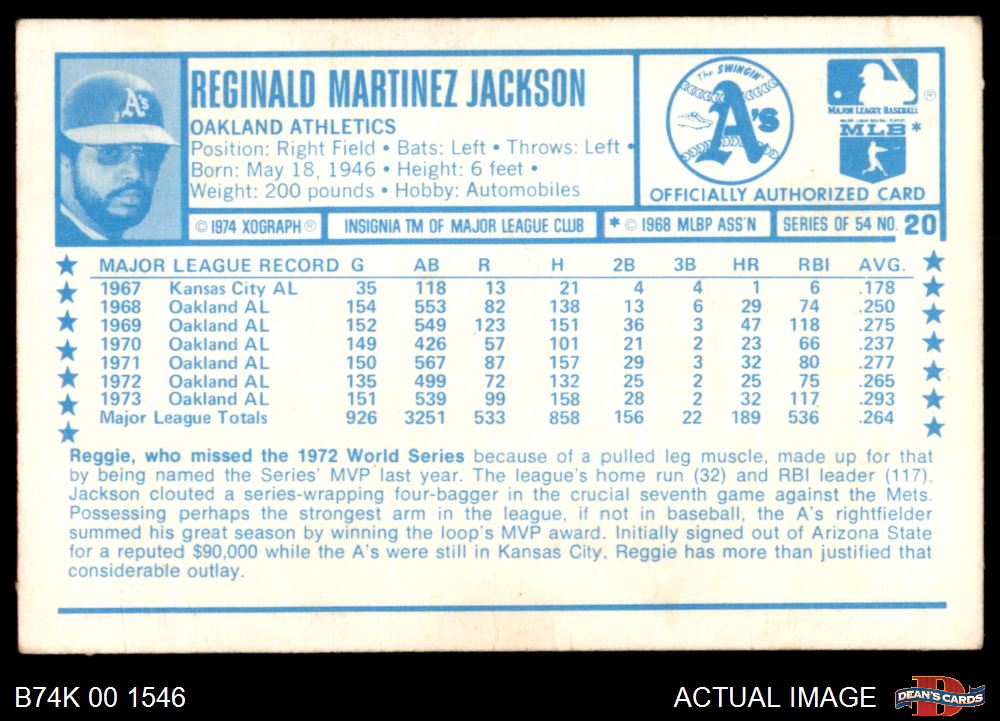 A's
REGINALD MARTINEZ JACKSON
OAKLAND ATHLETICS
Position: Right Field • Bats: Left • Throws: Left •
Born: May 18, 1946 • Height: 6 feet •
Weight: 200 pounds • Hobby: Automobiles
The SWINGIN'
A's
MAJOR LEAGUE BASEBALL ®
MAJOR LEAGUE BASEBALL PLAYERS
MLB *
OFFICIALLY AUTHORIZED CARD
© 1974 XOGRAPH ®
INSIGNIA TM OF MAJOR LEAGUE CLUB
* © 1968 MLBP ASS'N
SERIES OF 54 NO. 20
MAJOR LEAGUE RECORD G AB R H 2B 3B HR RBI AVG.
1967 Kansas City AL 35 118 13 21 4 4 1 6 .178
1968 Oakland AL 154 553 82 138 13 6 29 74 .250
1969 Oakland AL 152 549 123 151 36 3 47 118 .275
1970 Oakland AL 149 426 57 101 21 2 23 66 .237
1971 Oakland AL 150 567 87 157 29 3 32 80 .277
1972 Oakland AL 135 499 72 132 25 2 25 75 .265
1973 Oakland AL 151 539 99 158 28 2 32 117 .293
Major League Totals 926 3251 533 858 156 22 189 536 .264
Reggie, who missed the 1972 World Series because of a pulled leg muscle, made up for that
by being named the Series' MVP last year. The league's home run (32) and RBI leader (117),
Jackson clouted a series-wrapping four-bagger in the crucial seventh game against the Mets.
Possessing perhaps the strongest arm in the league, if not in baseball, the A's rightfielder
summed his great season by winning the loop's MVP award. Initially signed out of Arizona State
for a reputed $90,000 while the A's were still in Kansas City, Reggie has more than justified that
considerable outlay.
B74K 00 1546
ACTUAL IMAGE
DEAN'S CARDS